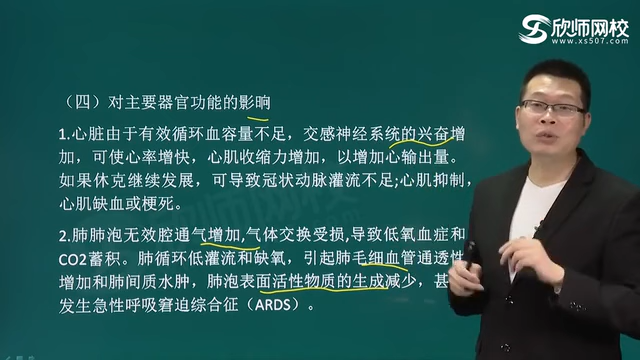 欣师网校
www.xs507.com
（四）对主要器官功能的影响
1.心脏由于有效循环血容量不足，交感神经系统的兴奋增
加，可使心率增快，心肌收缩力增加，以增加心输出量。
如果休克继续发展，可导致冠状动脉灌流不足;心肌抑制，
心肌缺血或梗死。
2.肺肺泡无效腔通气增加,气体交换受损,导致低氧血症和
CO2蓄积。肺循环低灌流和缺氧，引起肺毛细血管通透性
增加和肺间质水肿，肺泡表面活性物质的生成减少，甚
发生急性呼吸窘迫综合征（ARDS）。